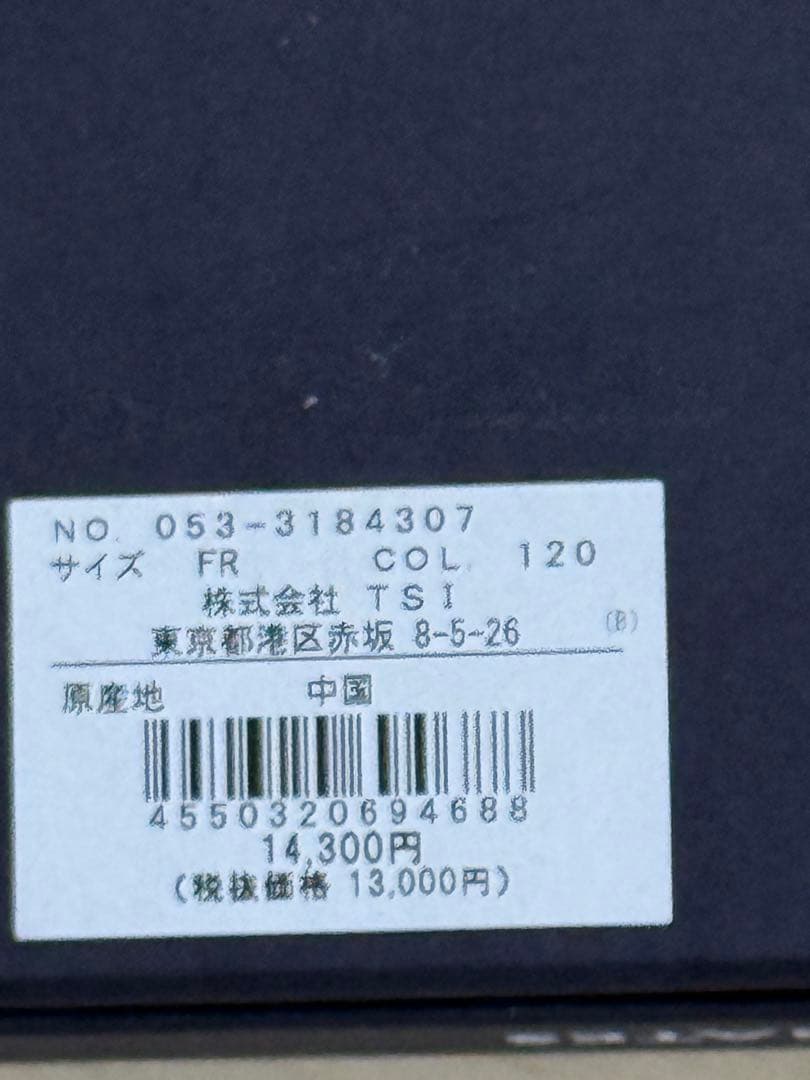 NO. 053-3184307
サイズ FR COL. 120
株式会社 TSI
東京都港区赤坂 8-5-26 (B)
原産地 中国
4550320694688
14,300円
(税抜価格 13,000円)